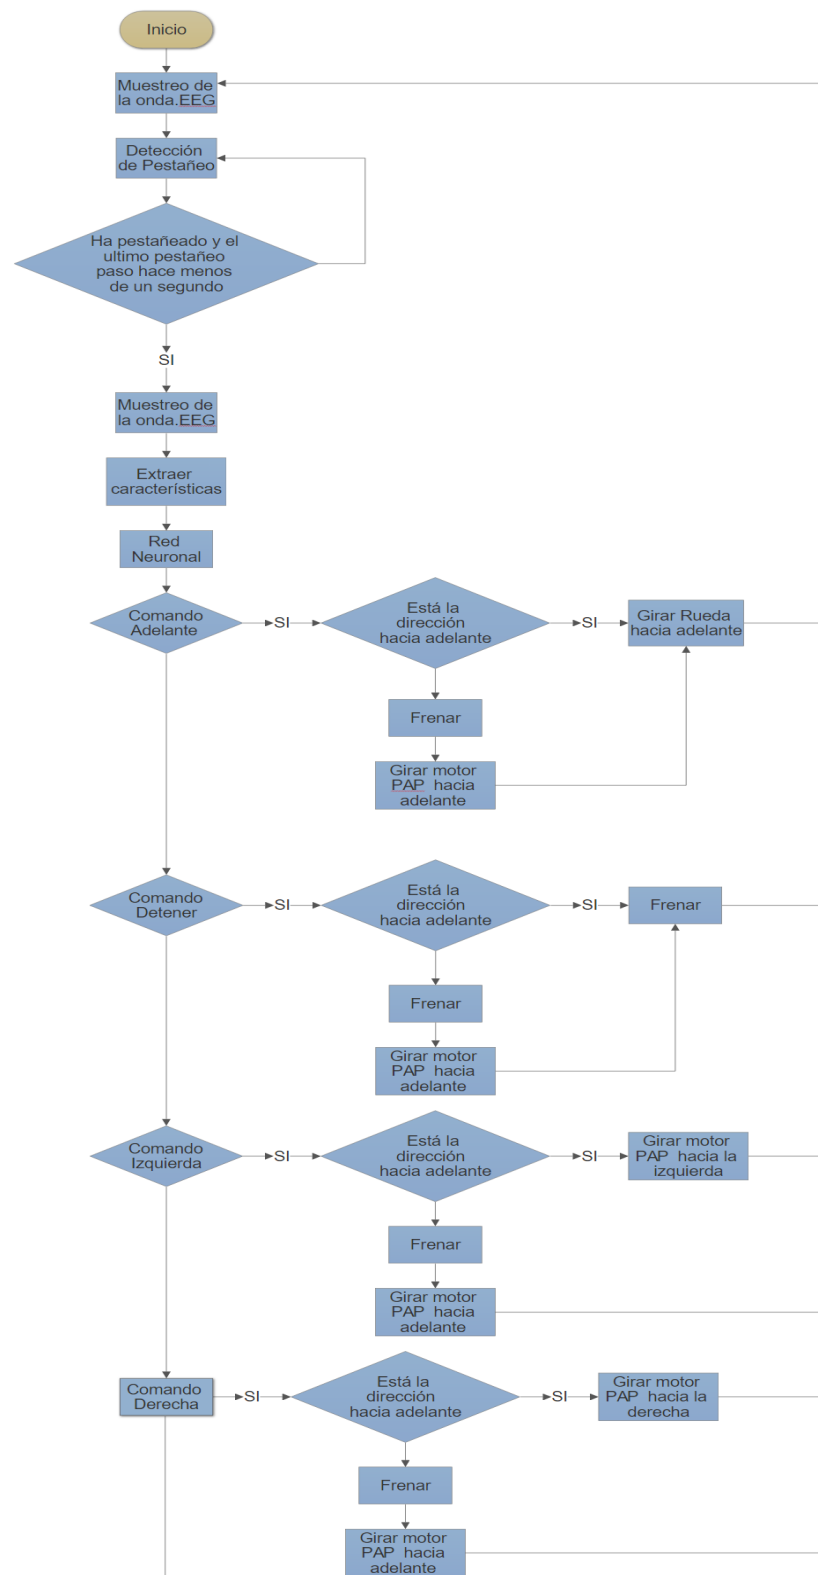 Inicio
Muestreo de
la onda.EEG
Detección
de Pestañeo
Ha pestañeado y el
ultimo pestañeo
paso hace menos
de un segundo
SI
Muestreo de
la onda.EEG
Extraer
características
Red
Neuronal
Comando
Adelante
SI
Está la
dirección
hacia adelante
SI
Girar Rueda
hacia adelante
Frenar
Girar motor
PAP hacia
adelante
Comando
Detener
SI
Está la
dirección
hacia adelante
SI
Frenar
Frenar
Girar motor
PAP hacia
adelante
Comando
Izquierda
SI
Está la
dirección
hacia adelante
SI
Girar motor
PAP hacia la
izquierda
Frenar
Girar motor
PAP hacia
adelante
Comando
Derecha
SI
Está la
dirección
hacia adelante
SI
Girar motor
PAP hacia la
derecha
Frenar
Girar motor
PAP hacia
adelante